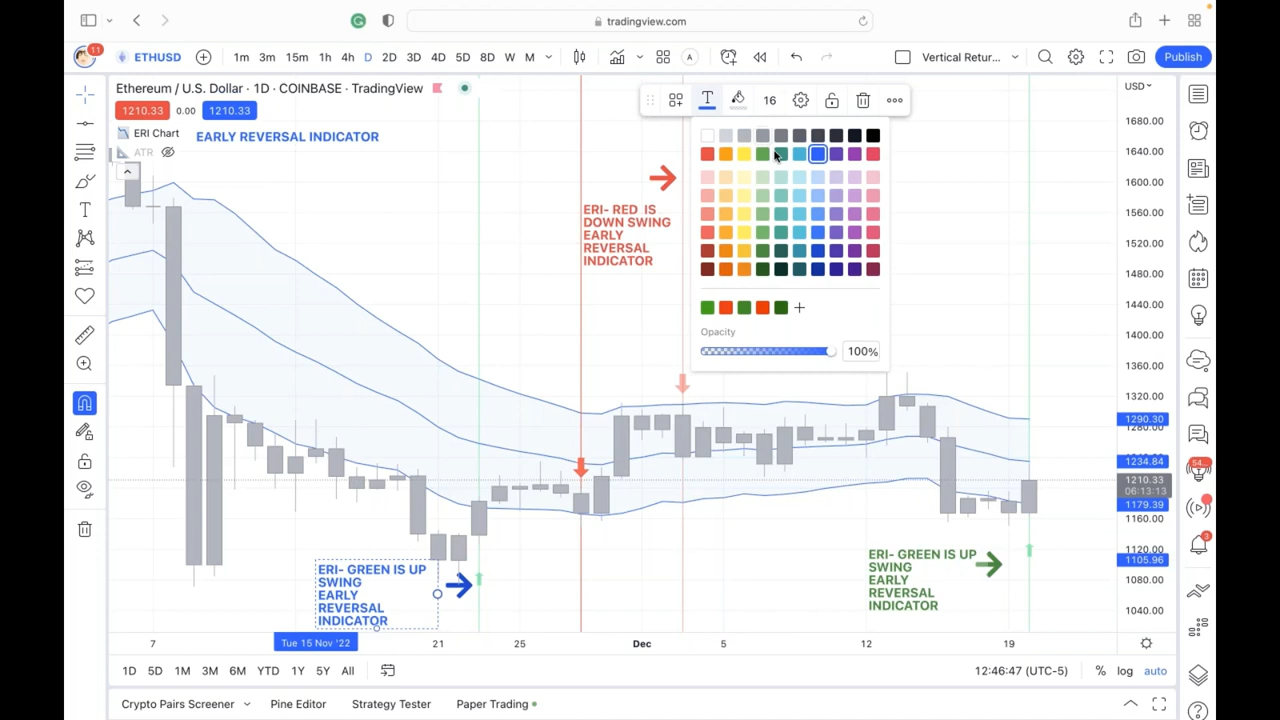 tradingview.com
11
ETHUSD
1m 3m 15m 1h 4h D 2D 3D 4D 5D 8D W M
A
Vertical Retur...
Publish
Ethereum / U.S. Dollar · 1D · COINBASE · TradingView
USD
1210.33 0.00 1210.33
T 16
ERI Chart
EARLY REVERSAL INDICATOR
ATR
ERI- RED IS
DOWN SWING
EARLY
REVERSAL
INDICATOR
Opacity
100%
1680.00
1640.00
1600.00
1560.00
1520.00
1480.00
1440.00
1400.00
1360.00
1320.00
1290.30
1280.00
1234.84
1210.33
06:13:13
1179.39
1160.00
1120.00
1105.96
1080.00
1040.00
54...
3
ERI- GREEN IS UP
SWING
EARLY
REVERSAL
INDICATOR
ERI- GREEN IS UP
SWING
EARLY
REVERSAL
INDICATOR
7 Tue 15 Nov '22 21 25 Dec 5 12 19
1D 5D 1M 3M 6M YTD 1Y 5Y All
12:46:47 (UTC-5) % log auto
Crypto Pairs Screener Pine Editor Strategy Tester Paper Trading